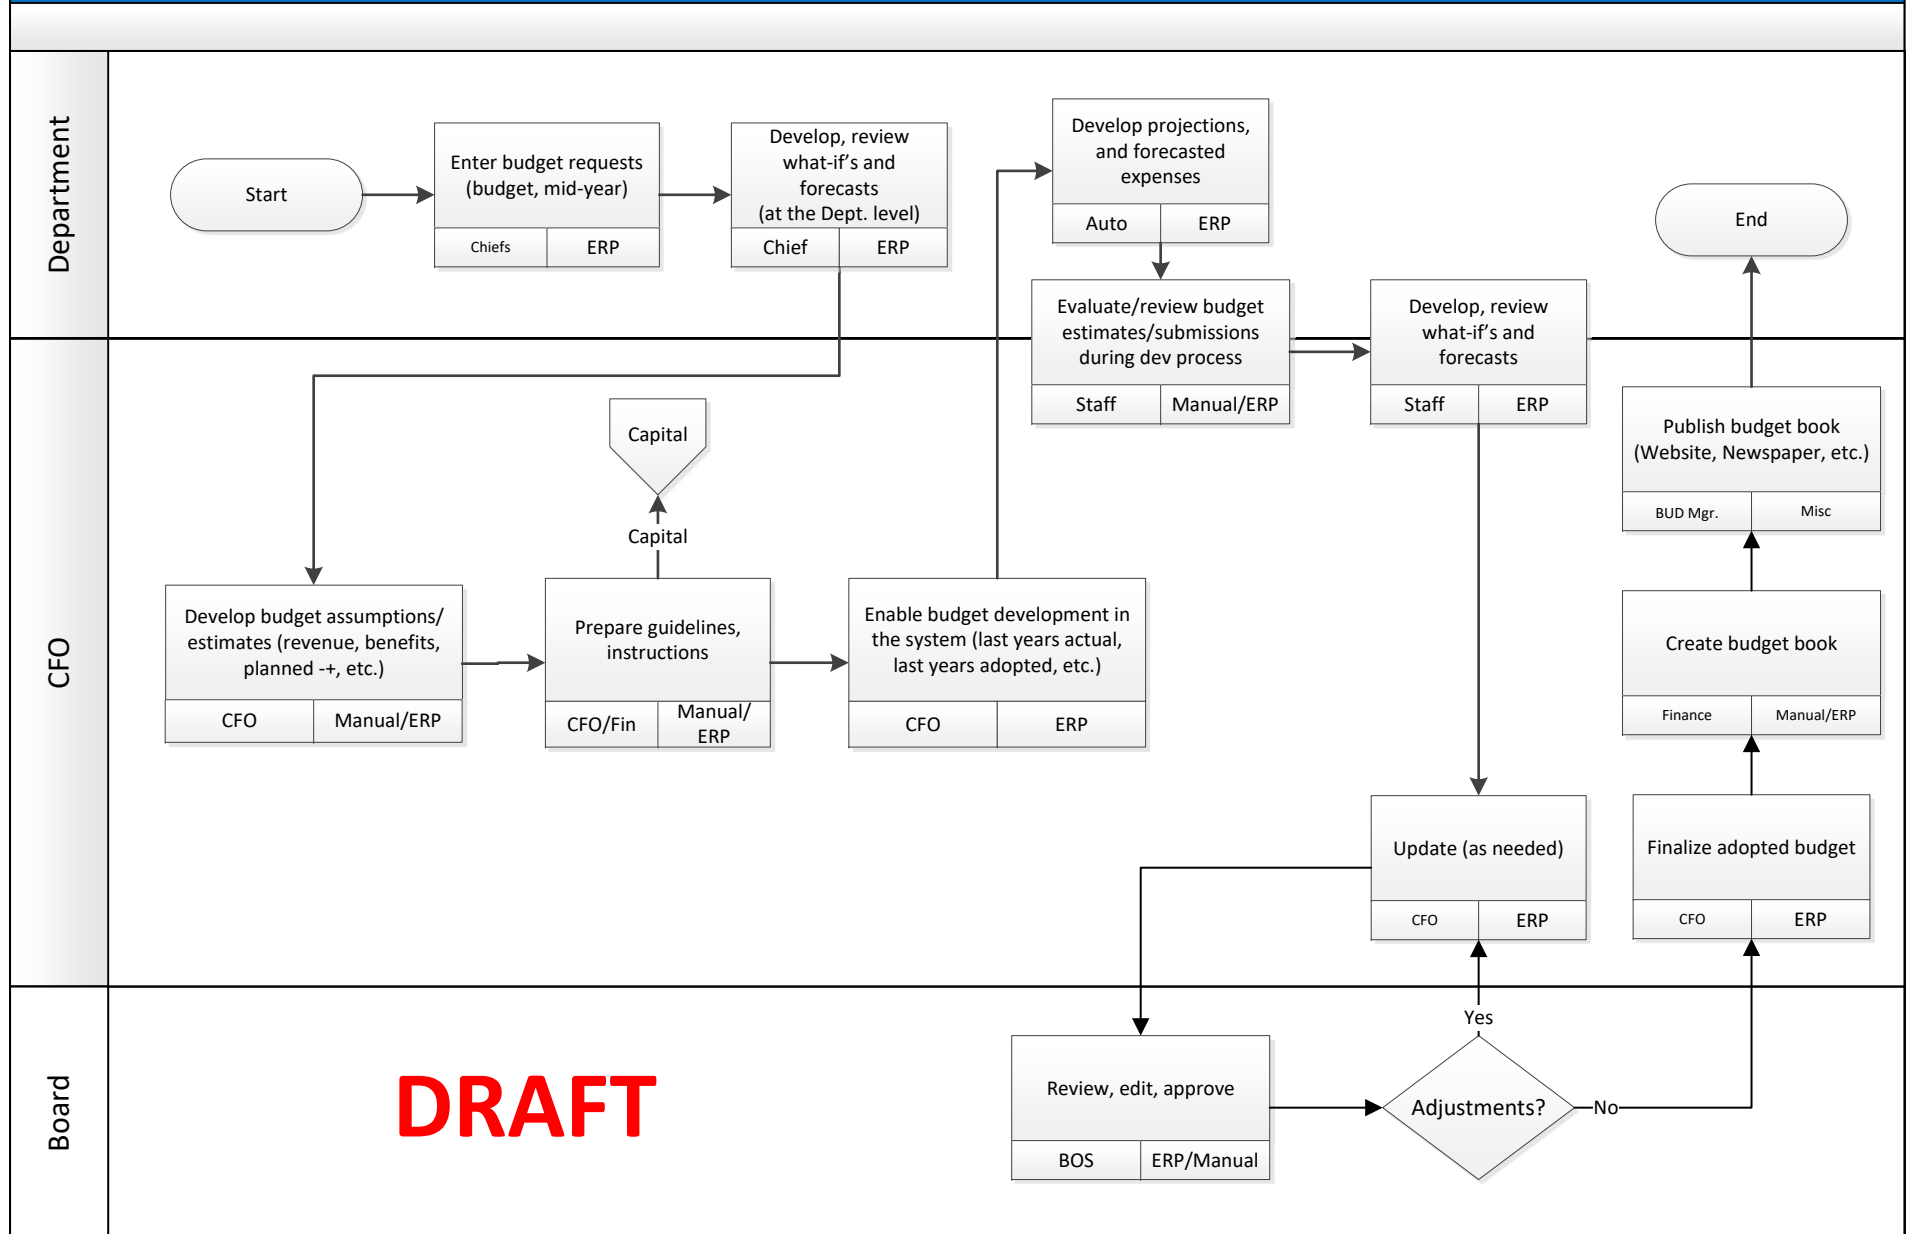 Department
Start
Enter budget requests
(budget, mid-year)
Chiefs
ERP
Develop, review
what-if's and
forecasts
(at the Dept. level)
Chief
ERP
Develop projections,
and forecasted
expenses
Auto
ERP
End
Evaluate/review budget
estimates/submissions
during dev process
Staff
Manual/ERP
Develop, review
what-if's and
forecasts
Staff
ERP
CFO
Capital
Capital
Develop budget assumptions/
estimates (revenue, benefits,
planned -+, etc.)
CFO
Manual/ERP
Prepare guidelines,
instructions
CFO/Fin
Manual/
ERP
Enable budget development in
the system (last years actual,
last years adopted, etc.)
CFO
ERP
Publish budget book
(Website, Newspaper, etc.)
BUD Mgr.
Misc
Create budget book
Finance
Manual/ERP
Update (as needed)
CFO
ERP
Finalize adopted budget
CFO
ERP
Board
DRAFT
Review, edit, approve
BOS
ERP/Manual
Yes
Adjustments?
No